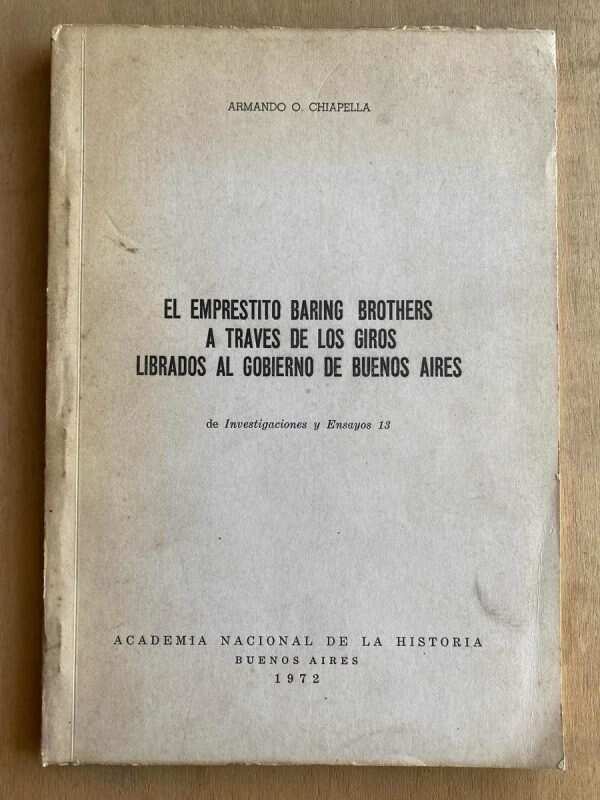 ARMANDO O. CHIAPELLA
EL EMPRESTITO BARING BROTHERS
A TRAVES DE LOS GIROS
LIBRADOS AL GOBIERNO DE BUENOS AIRES
de Investigaciones y Ensayos 13
ACADEMIA NACIONAL DE LA HISTORIA
BUENOS AIRES
1972